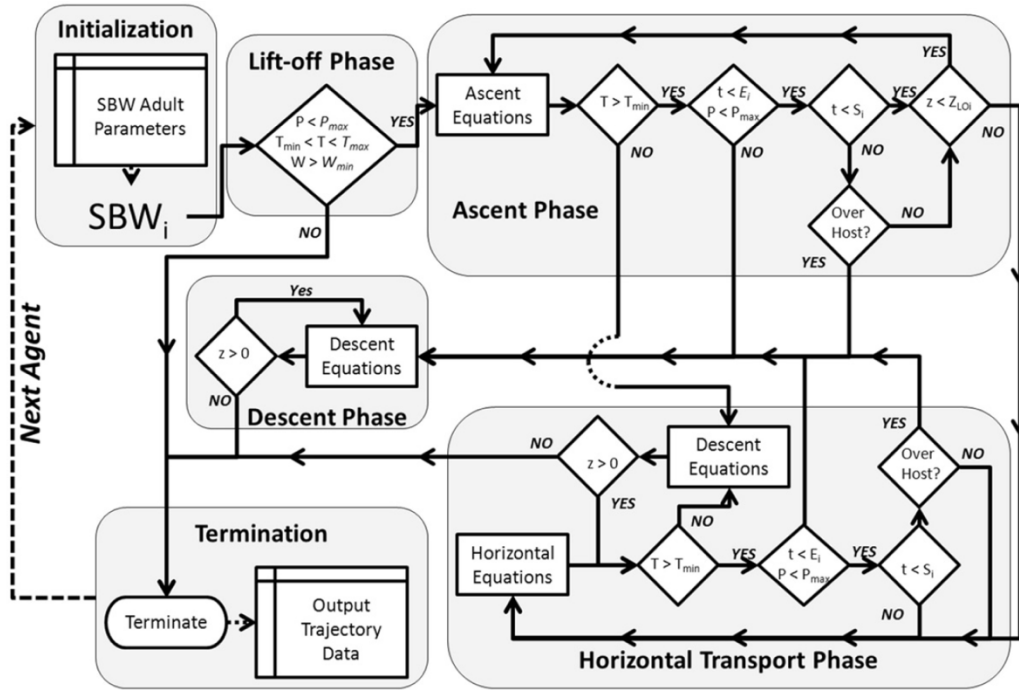 Initialization
SBW Adult
Parameters
SBWi
Lift-off Phase
P < Pmax
Tmin < T < Tmax
W > Wmin
YES
NO
Ascent Phase
Ascent
Equations
T > Tmin
YES
NO
t < Ei
P < Pmax
YES
NO
t < Si
YES
NO
z < ZLOi
YES
NO
Over
Host?
NO
YES
Next Agent
Descent Phase
Yes
z > 0
NO
Descent
Equations
Horizontal Transport Phase
NO
z > 0
YES
Descent
Equations
NO
Horizontal
Equations
T > Tmin
YES
t < Ei
P < Pmax
YES
t < Si
NO
YES
Over
Host?
NO
Termination
Terminate
Output
Trajectory
Data